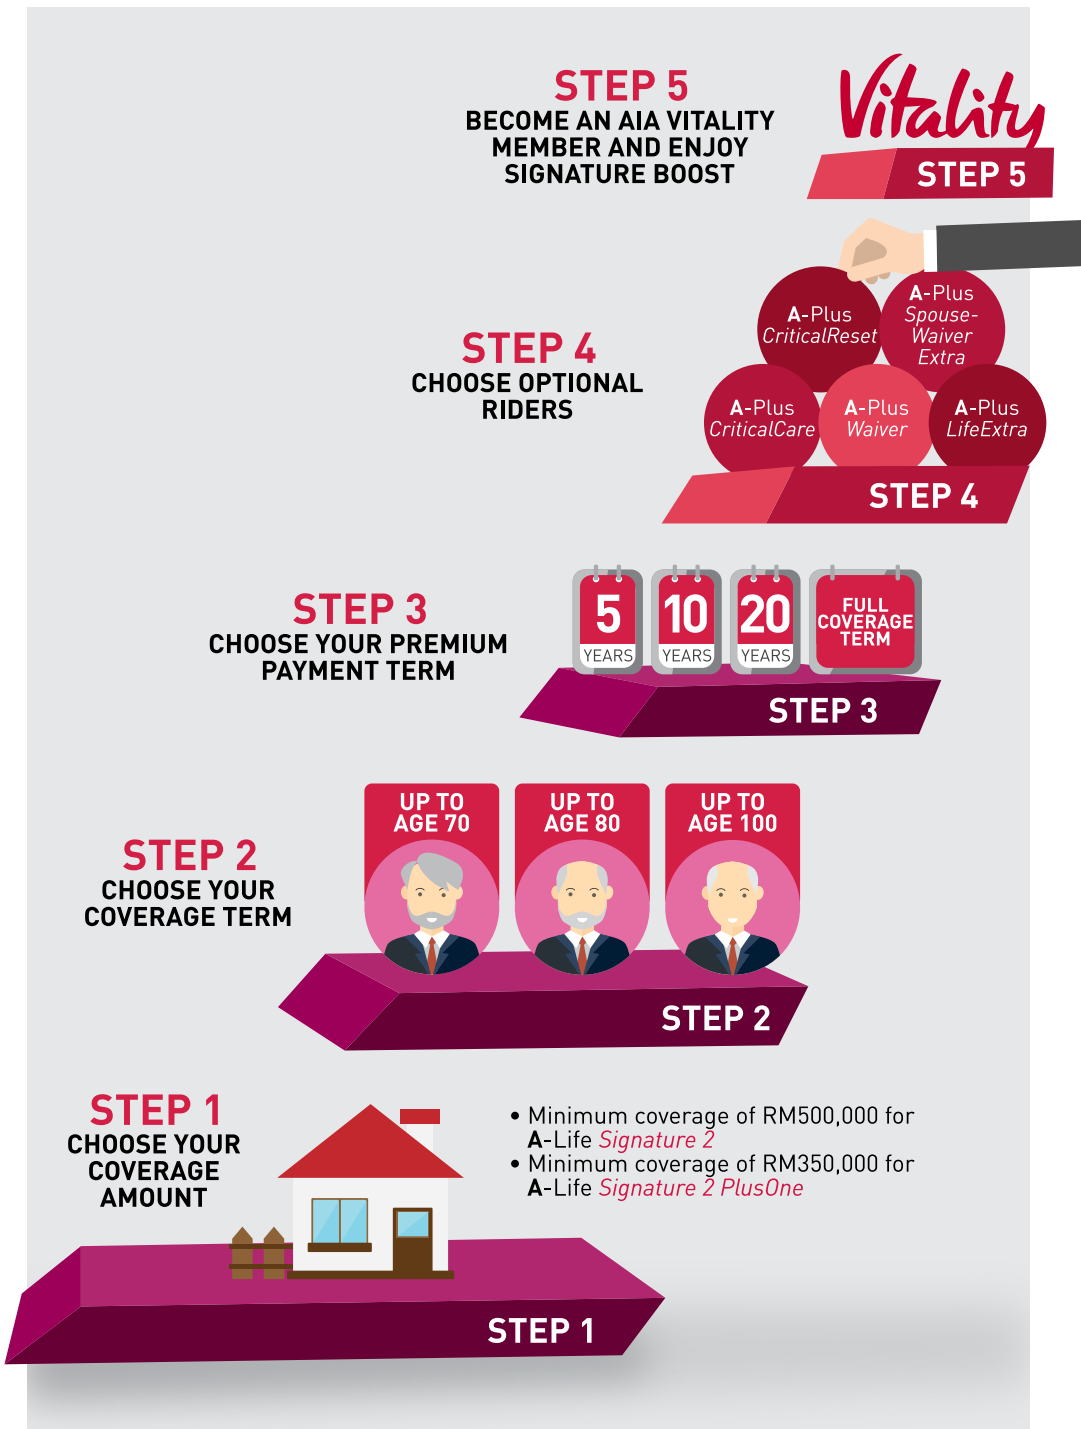 STEP 5
BECOME AN AIA VITALITY
MEMBER AND ENJOY
SIGNATURE BOOST
Vitality
STEP 5
STEP 4
CHOOSE OPTIONAL
RIDERS
A-Plus
CriticalReset
A-Plus
Spouse-
Waiver
Extra
A-Plus
CriticalCare
A-Plus
Waiver
A-Plus
LifeExtra
STEP 4
STEP 3
CHOOSE YOUR PREMIUM
PAYMENT TERM
5
YEARS
10
YEARS
20
YEARS
FULL
COVERAGE
TERM
STEP 3
STEP 2
CHOOSE YOUR
COVERAGE TERM
UP TO
AGE 70
UP TO
AGE 80
UP TO
AGE 100
STEP 2
STEP 1
CHOOSE YOUR
COVERAGE
AMOUNT
• Minimum coverage of RM500,000 for
A-Life Signature 2
• Minimum coverage of RM350,000 for
A-Life Signature 2 PlusOne
STEP 1